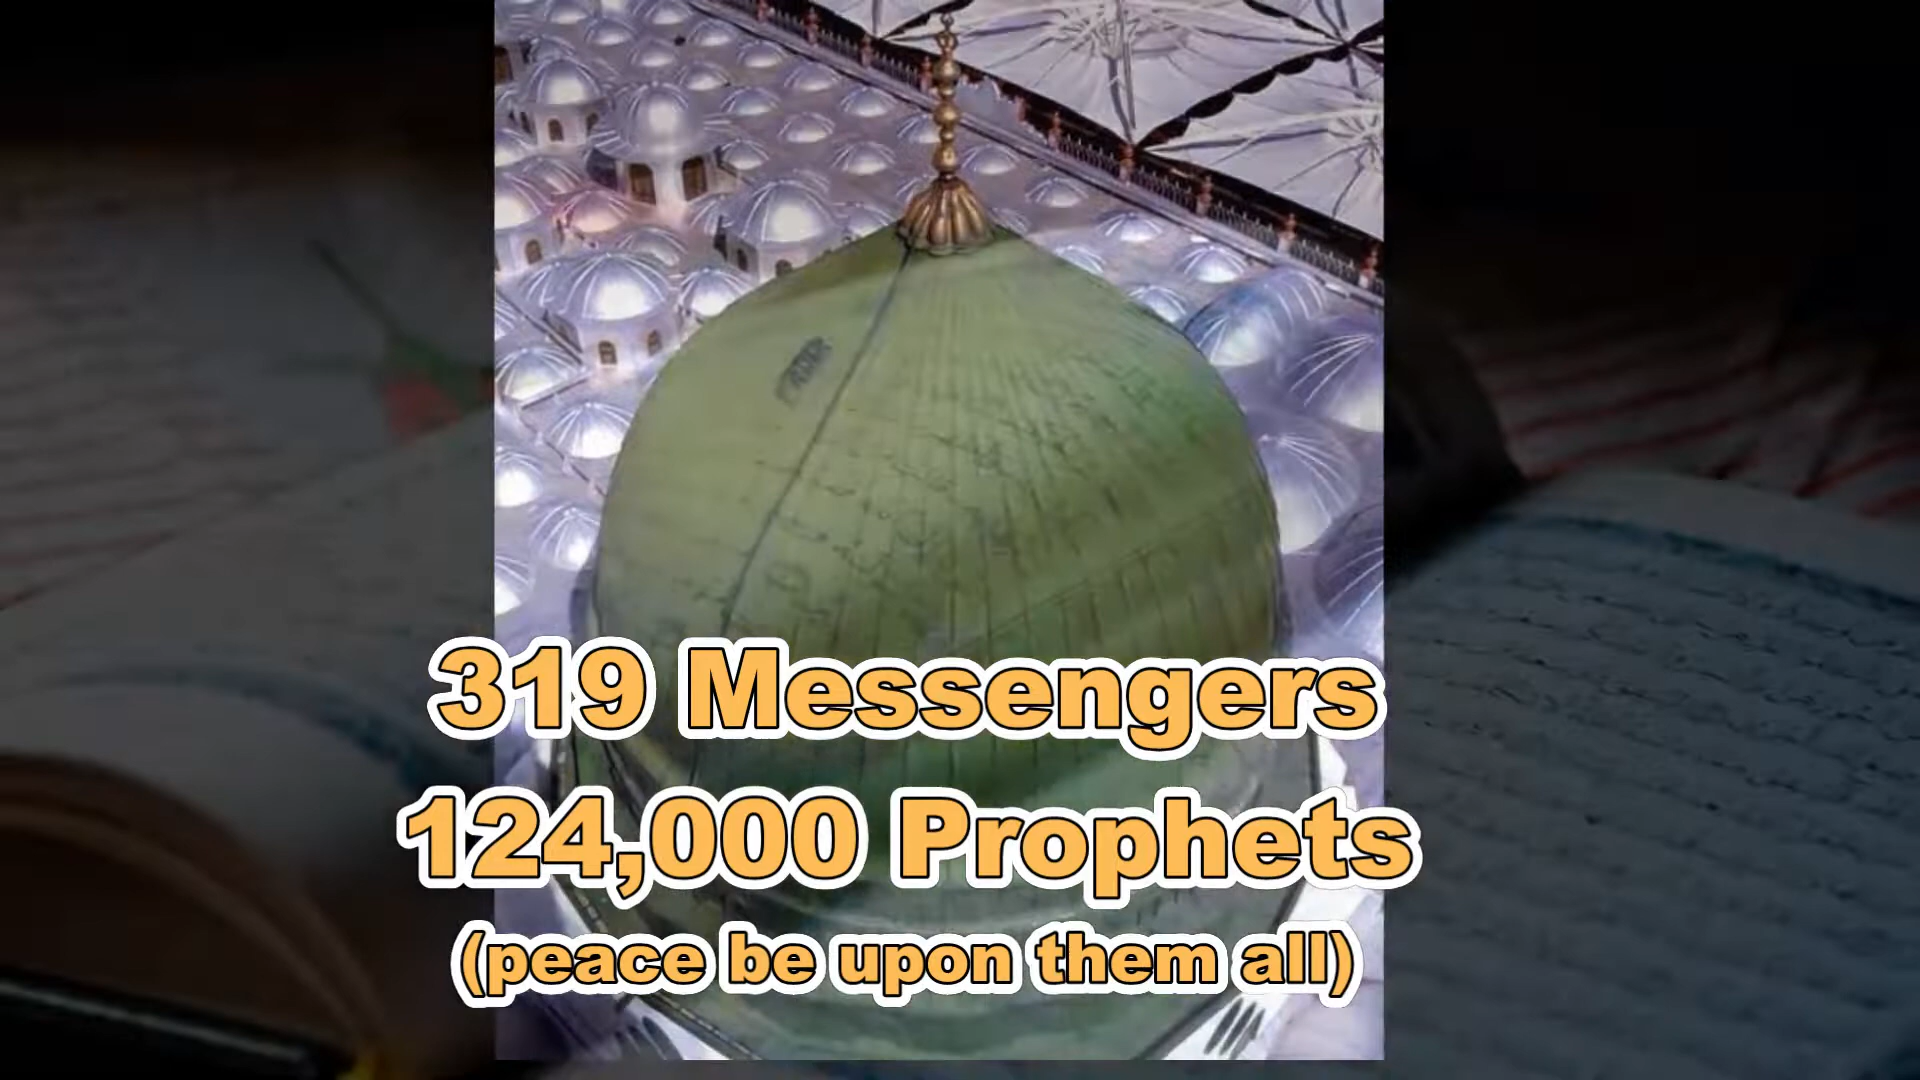 319 Messengers
124,000 Prophets
(peace be upon them all)